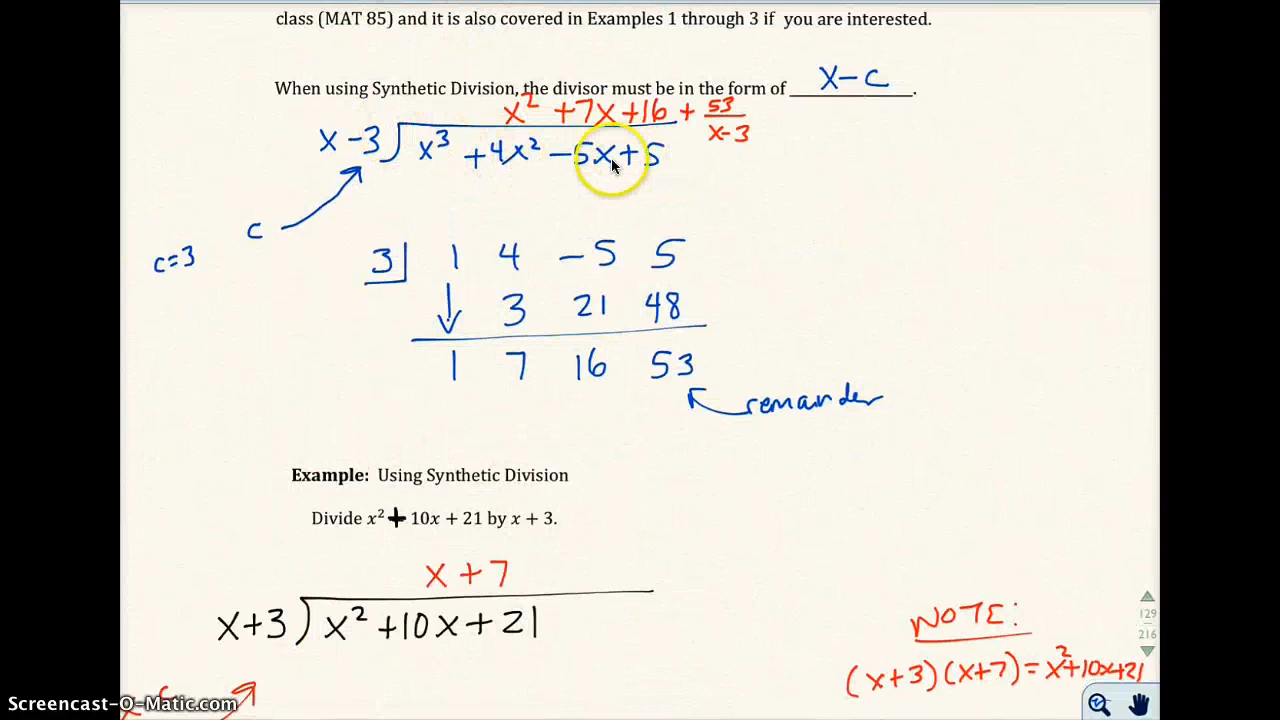 class (MAT 85) and it is also covered in Examples 1 through 3 if you are interested.
When using Synthetic Division, the divisor must be in the form of x-c.
x² +7x+16 + 53/x-3
x-3 x³ +4x² -5x+5
c
c=3
3 1 4 -5 5
3 21 48
1 7 16 53
remainder
Example: Using Synthetic Division
Divide x² + 10x + 21 by x + 3.
x+7
x+3 x² +10x+21
NOTE:
(x+3)(x+7)=x²+10x+21
129
216
Screencast-O-Matic.com